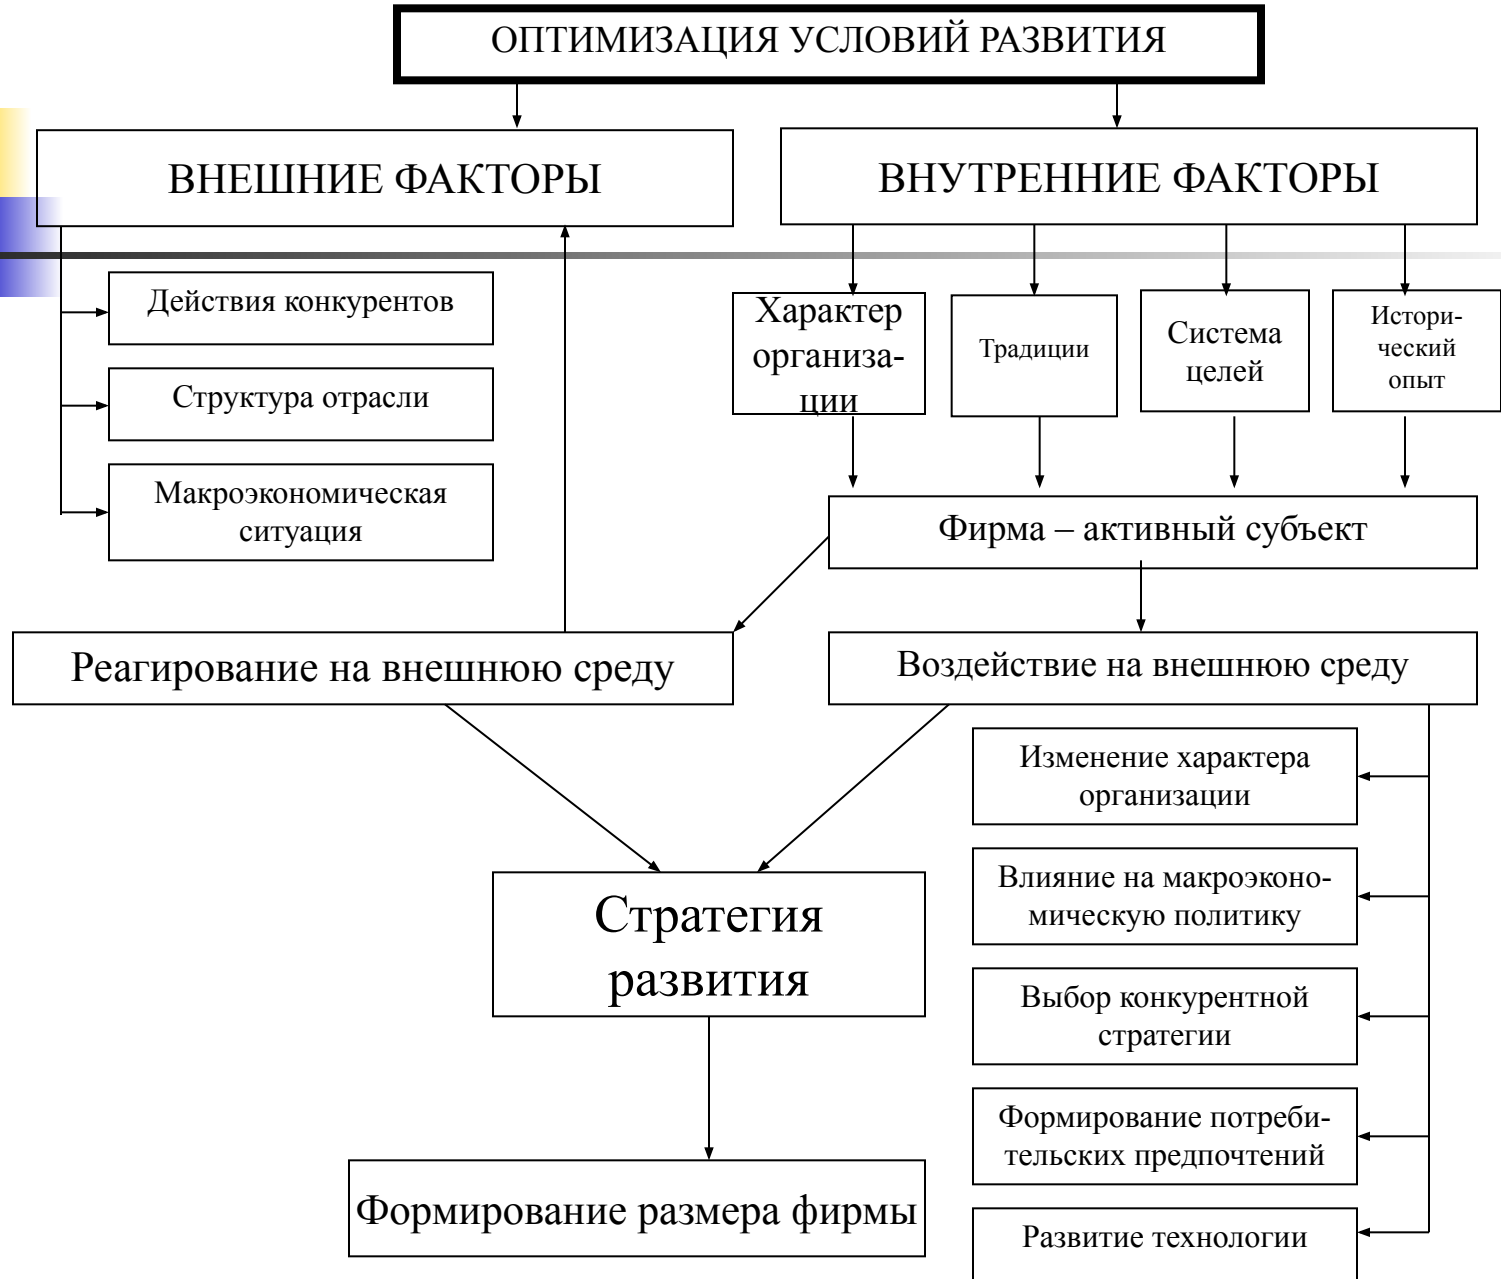 ОПТИМИЗАЦИЯ УСЛОВИЙ РАЗВИТИЯ
ВНЕШНИЕ ФАКТОРЫ
ВНУТРЕННИЕ ФАКТОРЫ
Действия конкурентов
Структура отрасли
Макроэкономическая
ситуация
Характер
организа-
ции
Традиции
Система
целей
Истори-
ческий
опыт
Фирма – активный субъект
Реагирование на внешнюю среду
Воздействие на внешнюю среду
Изменение характера
организации
Влияние на макроэконо-
мическую политику
Выбор конкурентной
стратегии
Формирование потреби-
тельских предпочтений
Развитие технологии
Стратегия
развития
Формирование размера фирмы